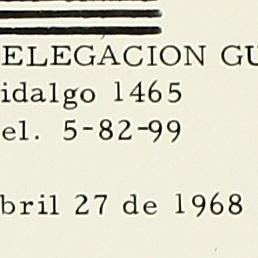 ELEGACION GU
idalgo 1465
el. 5-82-99
bril 27 de 1968